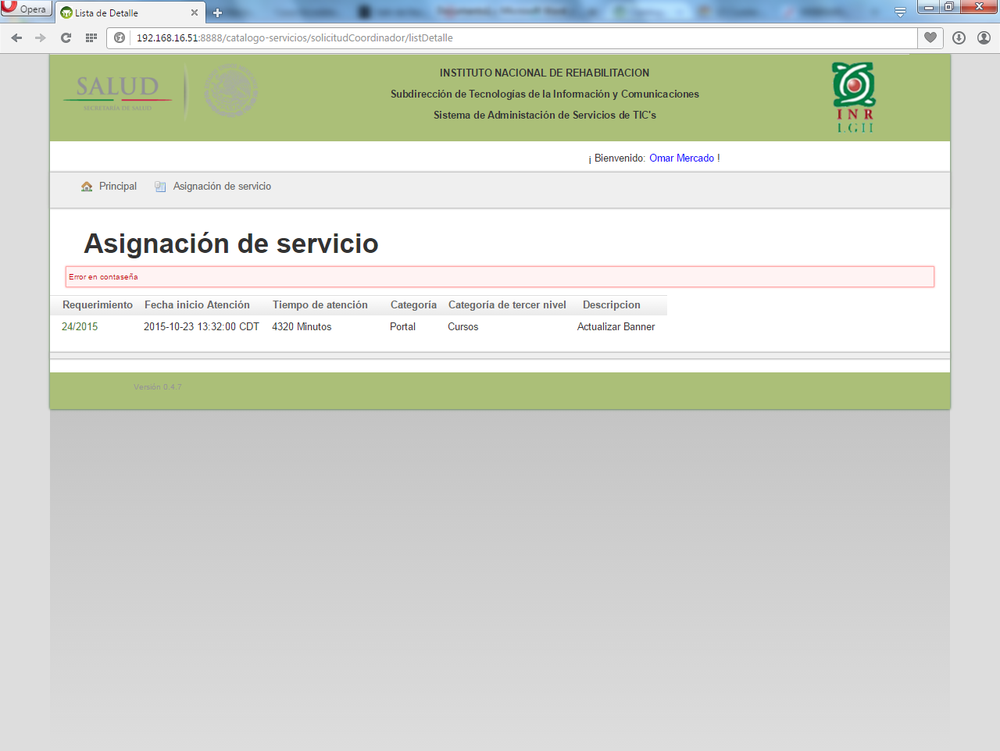 Opera
Lista de Detalle
192.168.16.51:8888/catalogo-servicios/solicitudCoordinador/listDetalle
SALUD
SECRETARÍA DE SALUD
INSTITUTO NACIONAL DE REHABILITACION
Subdirección de Tecnologías de la Información y Comunicaciones
Sistema de Administación de Servicios de TIC's
INR
LGII
¡ Bienvenido: Omar Mercado !
Principal Asignación de servicio
Asignación de servicio
Error en contaseña
Requerimiento Fecha inicio Atención Tiempo de atención Categoría Categoría de tercer nivel Descripcion
24/2015 2015-10-23 13:32:00 CDT 4320 Minutos Portal Cursos Actualizar Banner
Versión 0.4.7